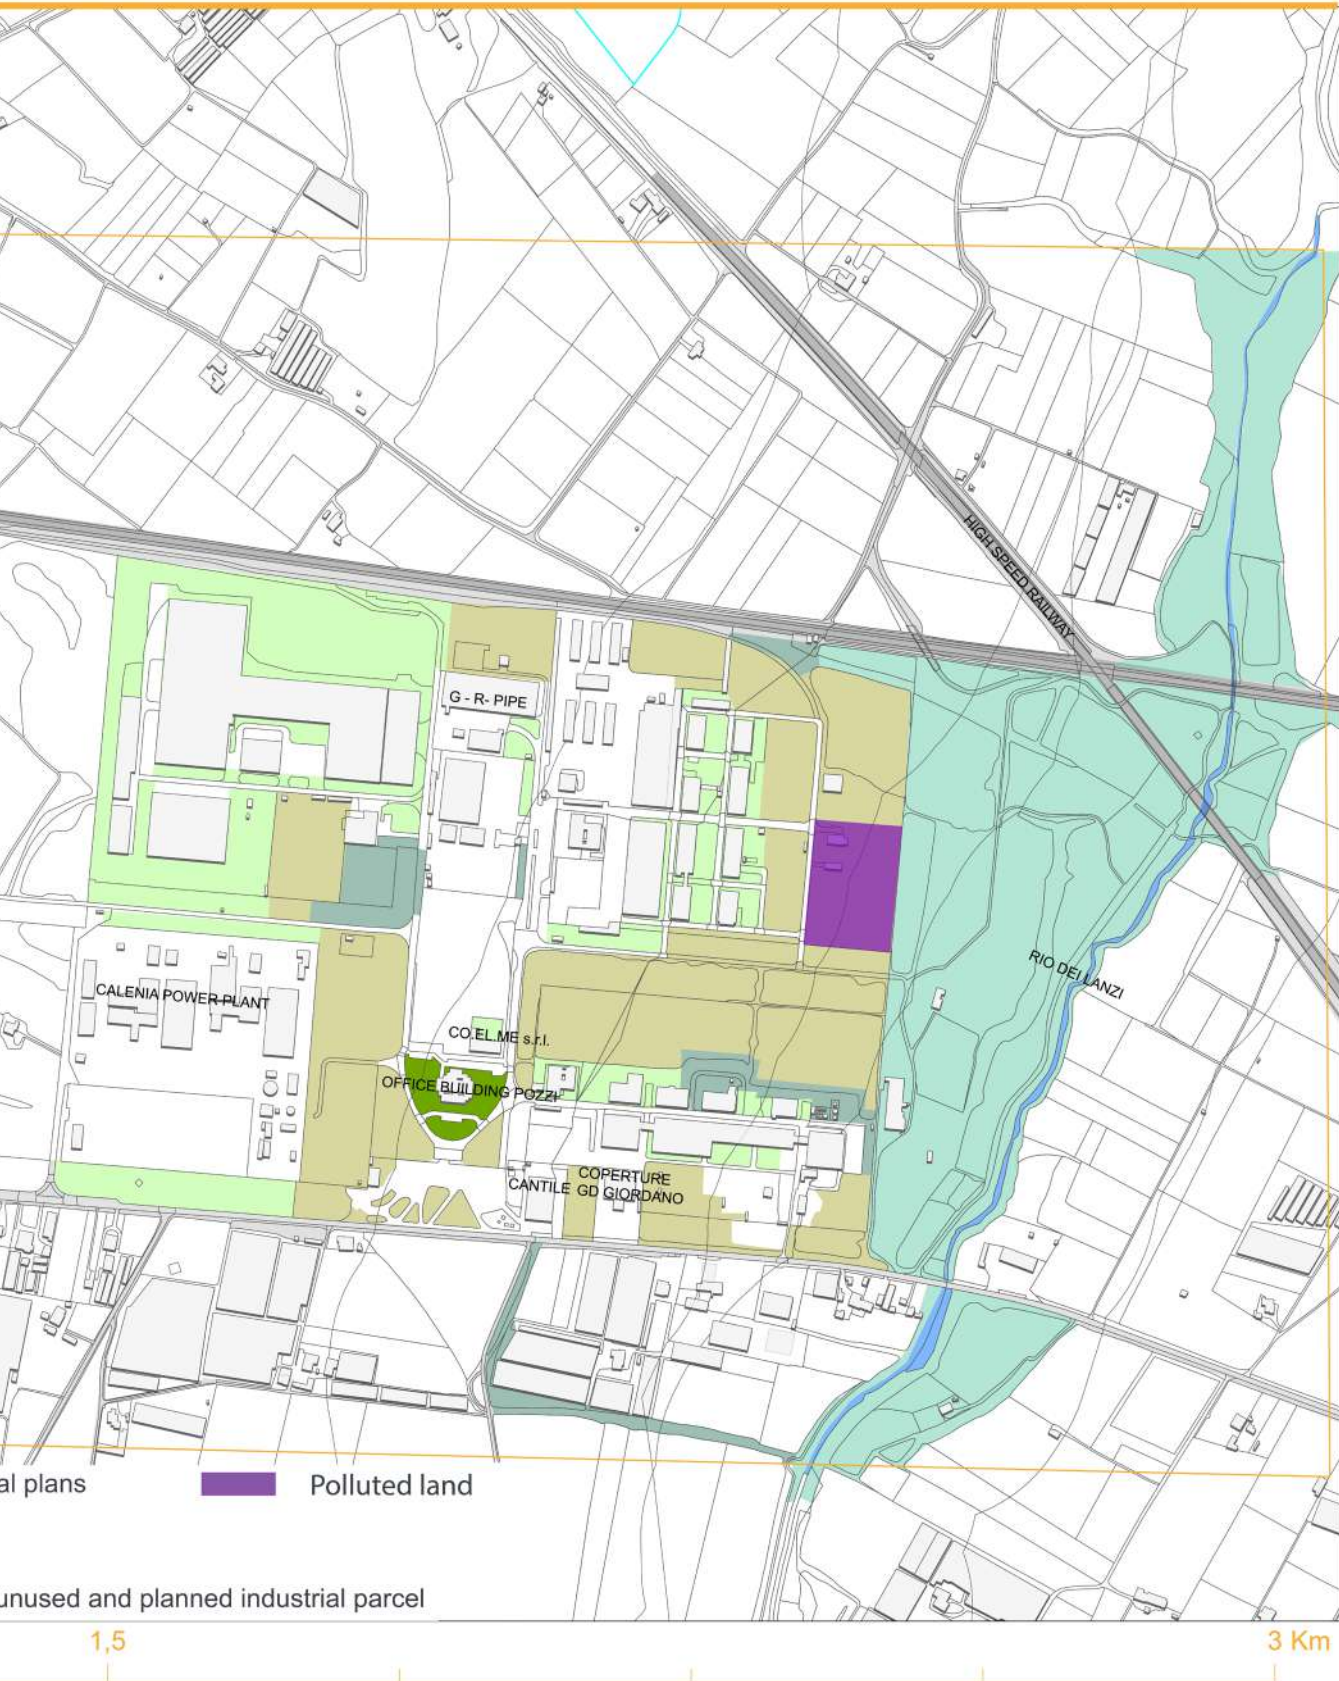 HIGH SPEED RAILWAY
G - R- PIPE
RIO DEI LANZI
CALENIA POWER PLANT
CO.EL.ME s.r.l.
OFFICE BUILDING POZZI
COPERTURE
CANTILE GD GIORDANO
al plans
Polluted land
unused and planned industrial parcel
1,5
3 Km